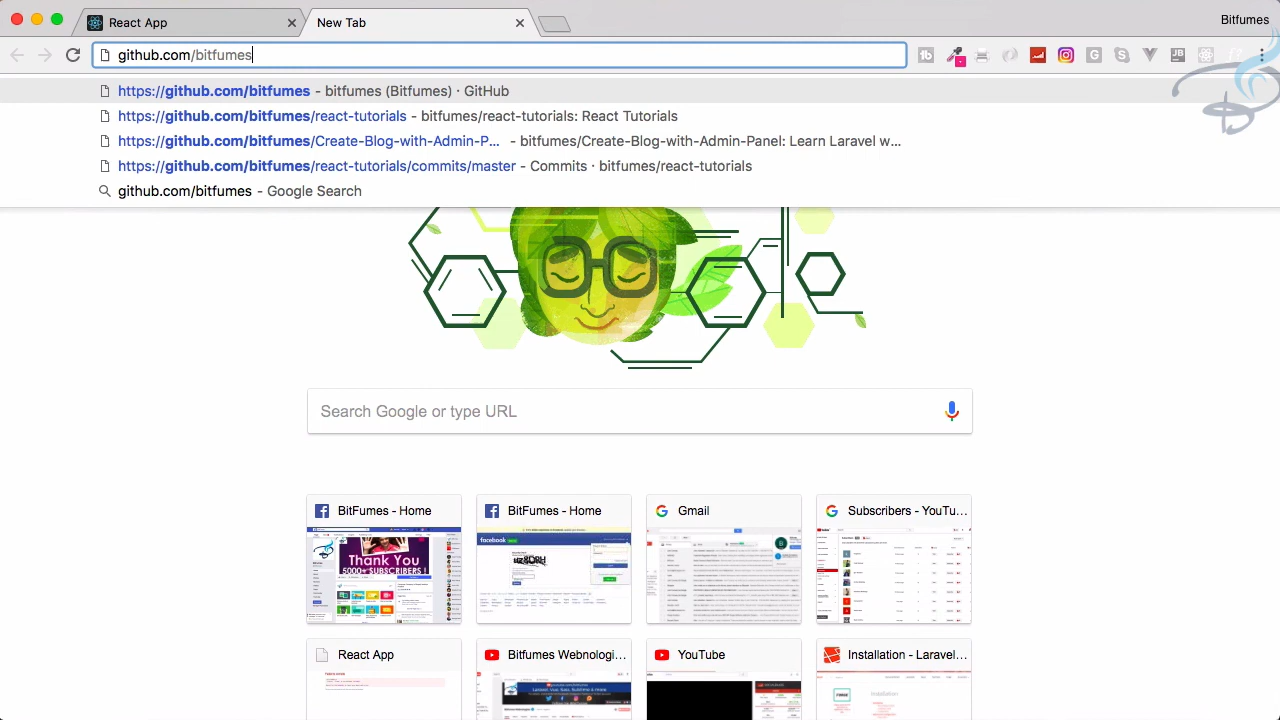 React App
New Tab
Bitfumes
github.com/bitfumes
https://github.com/bitfumes - bitfumes (Bitfumes) · GitHub
https://github.com/bitfumes/react-tutorials - bitfumes/react-tutorials: React Tutorials
https://github.com/bitfumes/Create-Blog-with-Admin-P... - bitfumes/Create-Blog-with-Admin-Panel: Learn Laravel w...
https://github.com/bitfumes/react-tutorials/commits/master - Commits · bitfumes/react-tutorials
github.com/bitfumes - Google Search
Search Google or type URL
BitFumes - Home
BitFumes - Home
Gmail
Subscribers - YouTu...
facebook
Thank You
5000+ SUBSCRIBERS!
React App
Bitfumes Webnologi...
YouTube
Installation - Laravel...